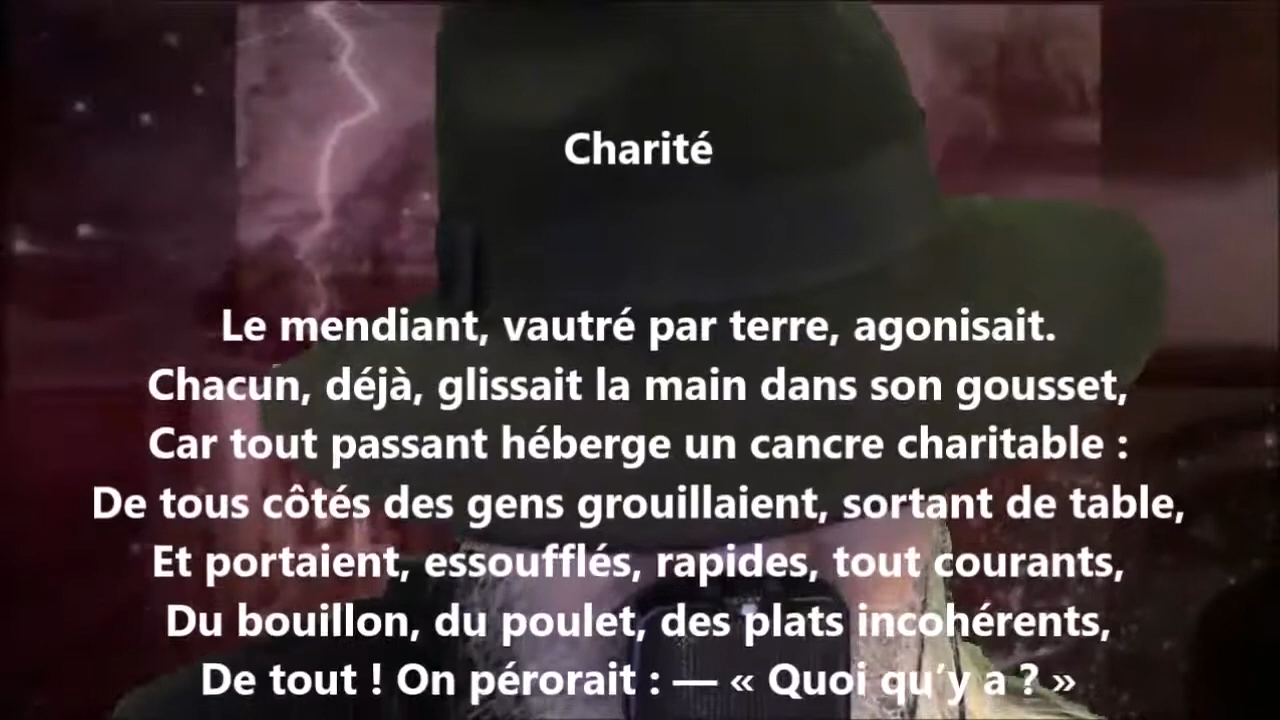 Charité
Le mendiant, vautré par terre, agonisait.
Chacun, déjà, glissait la main dans son gousset,
Car tout passant héberge un cancre charitable :
De tous côtés des gens grouillaient, sortant de table,
Et portaient, essoufflés, rapides, tout courants,
Du bouillon, du poulet, des plats incohérents,
De tout ! On pérorait : — « Quoi qu’y a ? »